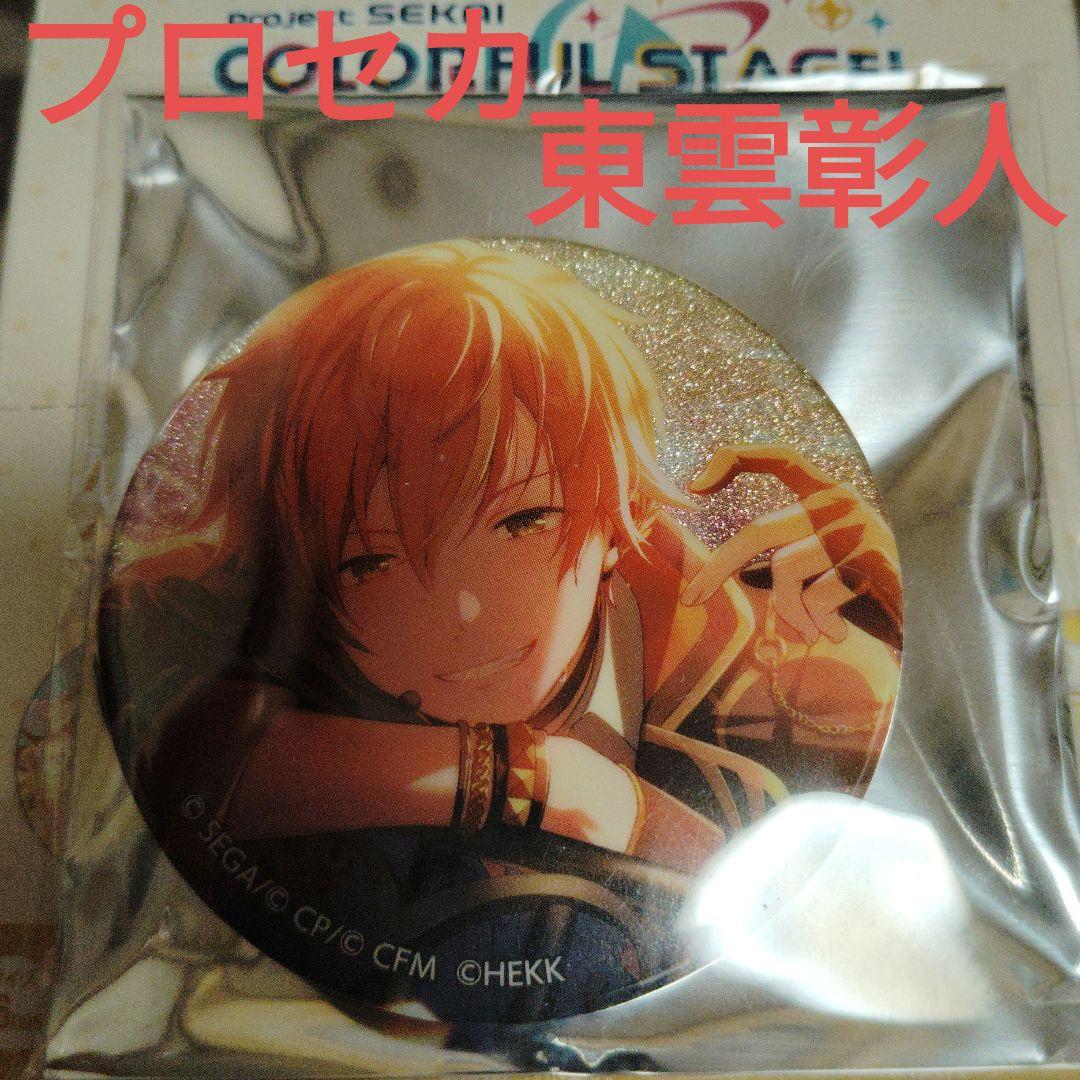 Project SEKAI
COLORFUL STAGE!
プロセカ
東雲彰人
© SEGA/© CP/© CFM ©HEKK